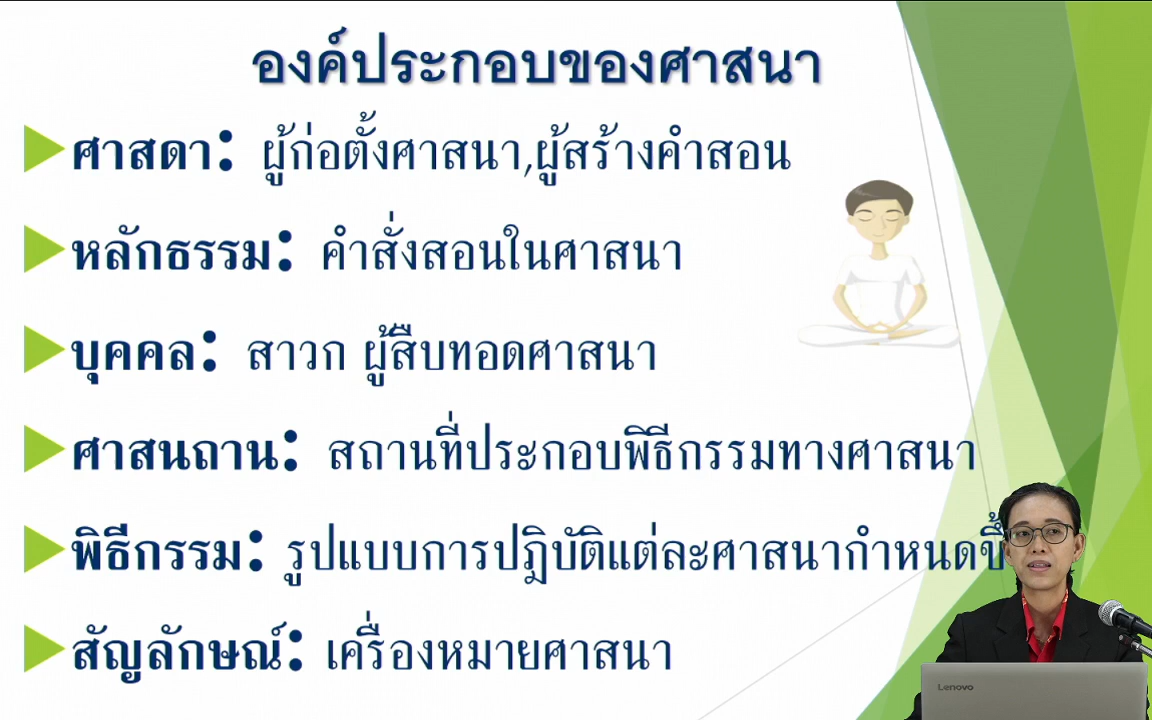 องค์ประกอบของศาสนา
ศาสดา: ผู้ก่อตั้งศาสนา,ผู้สร้างคำสอน
หลักธรรม: คำสั่งสอนในศาสนา
บุคคล: สาวก ผู้สืบทอดศาสนา
ศาสนถาน: สถานที่ประกอบพิธีกรรมทางศาสนา
พิธีกรรม: รูปแบบการปฏิบัติแต่ละศาสนากำหนดขึ้
สัญลักษณ์: เครื่องหมายศาสนา
Lenovo